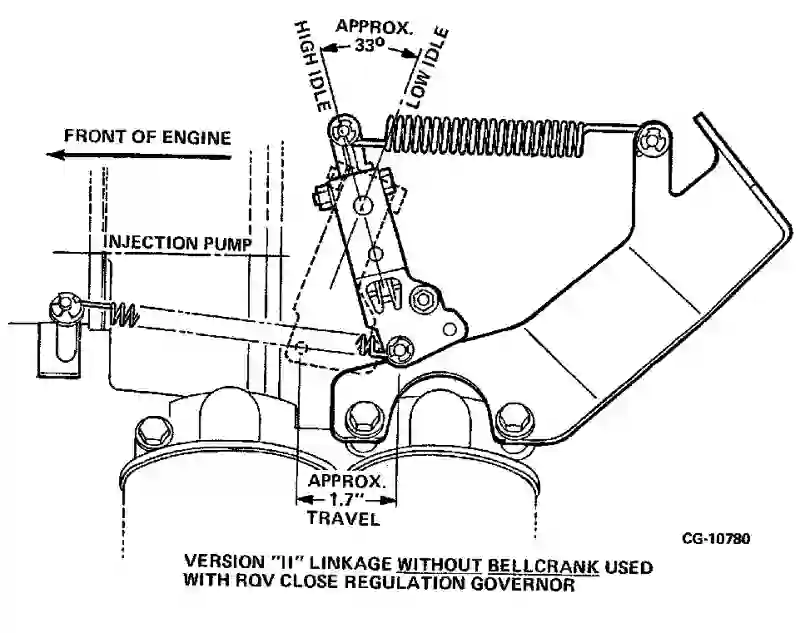 APPROX.
33°
HIGH IDLE
LOW IDLE
FRONT OF ENGINE
INJECTION PUMP
APPROX.
1.7"
TRAVEL
CG-10780
VERSION "II" LINKAGE WITHOUT BELLCRANK USED
WITH RQV CLOSE REGULATION GOVERNOR